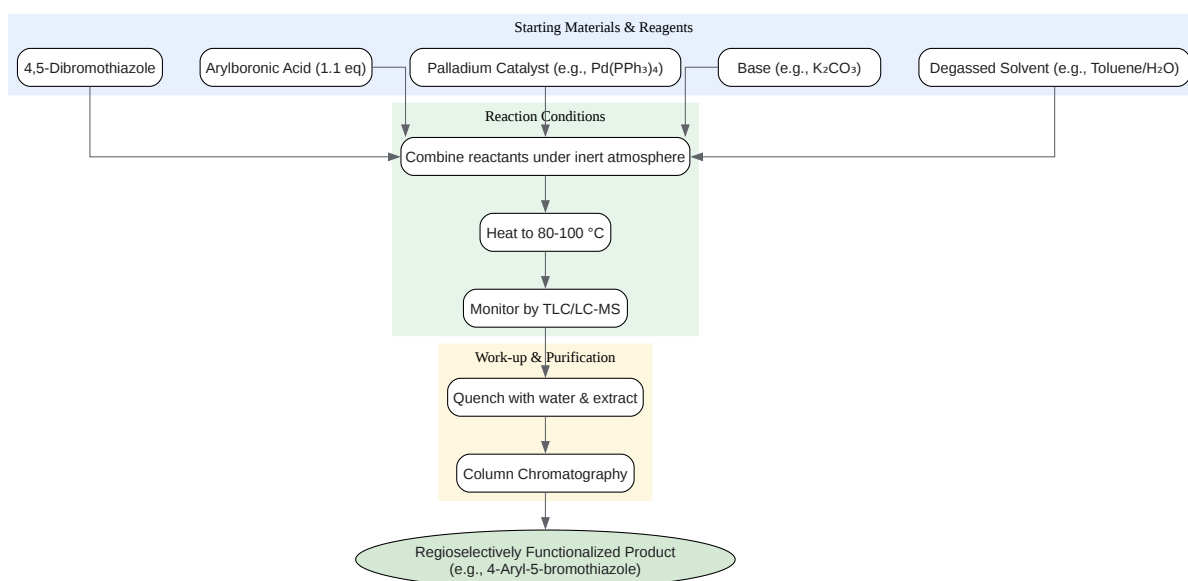 Starting Materials & Reagents
4,5-Dibromothiazole
Arylboronic Acid (1.1 eq)
Palladium Catalyst (e.g., Pd(PPh₃)₄)
Base (e.g., K₂CO₃)
Degassed Solvent (e.g., Toluene/H₂O)
Reaction Conditions
Combine reactants under inert atmosphere
Heat to 80-100 °C
Monitor by TLC/LC-MS
Work-up & Purification
Quench with water & extract
Column Chromatography
Regioselectively Functionalized Product
(e.g., 4-Aryl-5-bromothiazole)